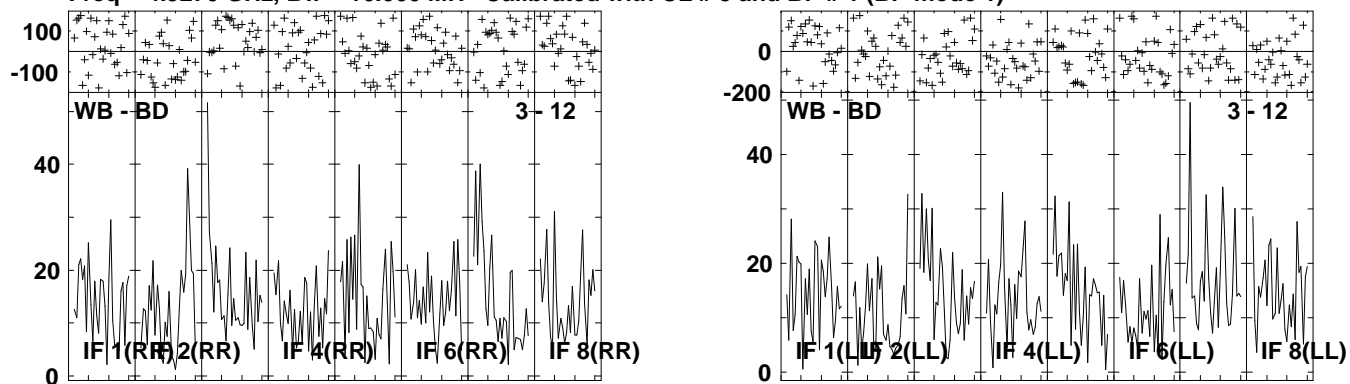 100
-100
WB - BD
3 - 12
40
20
0
IF 1(RR)
IF 2(RR)
IF 4(RR)
IF 6(RR)
IF 8(RR)
0
-200
WB - BD
3 - 12
40
20
0
IF 1(LL)
IF 2(LL)
IF 4(LL)
IF 6(LL)
IF 8(LL)